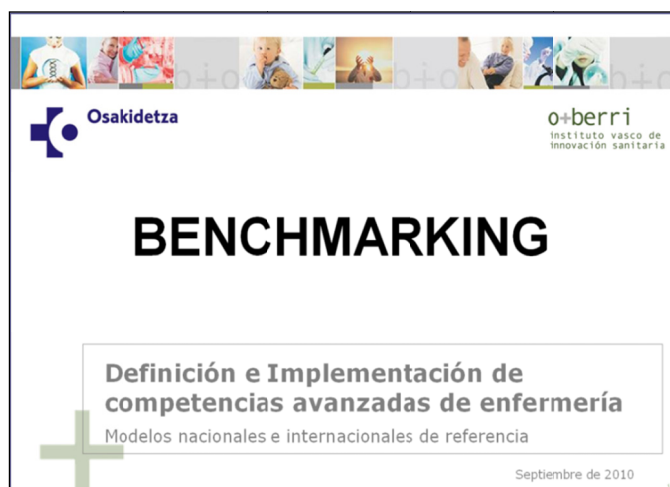 b+o
b+o
b+i
Osakidetza
o+berri
instituto vasco de
innovación sanitaria
BENCHMARKING
Definición e Implementación de
competencias avanzadas de enfermería
Modelos nacionales e internacionales de referencia
Septiembre de 2010